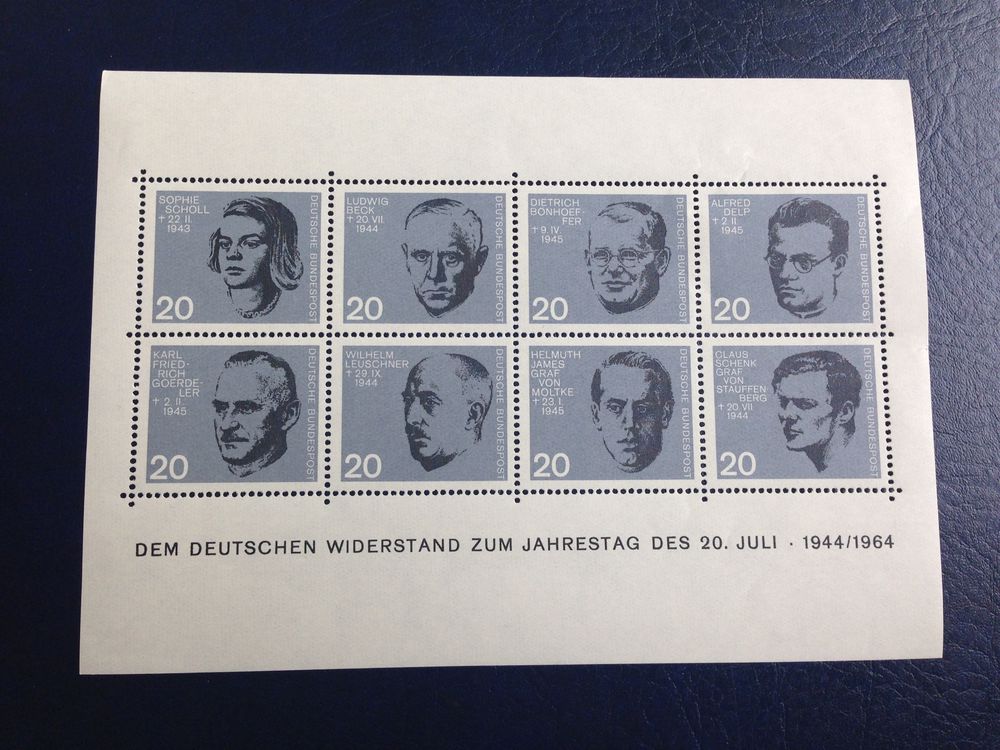 SOPHIE
SCHOLL
† 22 II.
1943
DEUTSCHE BUNDESPOST
20
LUDWIG
BECK
† 20. VII
1944
DEUTSCHE BUNDESPOST
20
DIETRICH
BONHOEF-
FER
† 9. IV.
1945
DEUTSCHE BUNDESPOST
20
ALFRED
DELP
† 2. II.
1945
DEUTSCHE BUNDESPOST
20
KARL
FRIED-
RICH
GOERDE-
LER
† 2. II.
1945
DEUTSCHE BUNDESPOST
20
WILHELM
LEUSCHNER
† 29. IX.
1944
DEUTSCHE BUNDESPOST
20
HELMUTH
JAMES
GRAF
VON
MOLTKE
† 23. I.
1945
DEUTSCHE BUNDESPOST
20
CLAUS
SCHENK
GRAF
VON
STAUFFEN-
BERG
† 20. VII
1944
DEUTSCHE BUNDESPOST
20
DEM DEUTSCHEN WIDERSTAND ZUM JAHRESTAG DES 20. JULI · 1944/1964